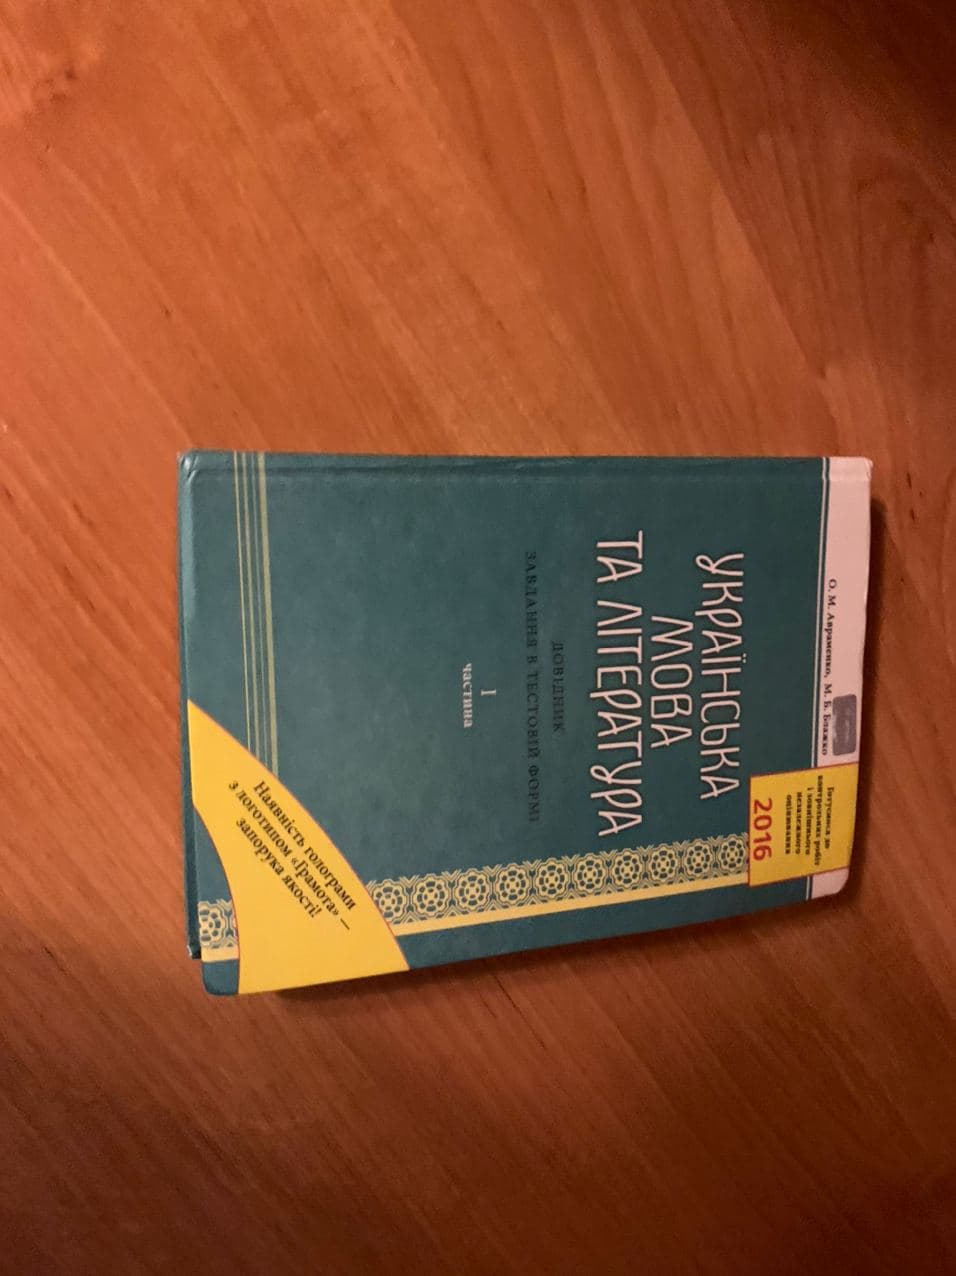 О. М. Авраменко, М. Б. Блажко
Готуємося до
контрольних робіт
і зовнішнього
незалежного
оцінювання
2016
УКРАЇНСЬКА
МОВА
ТА ЛІТЕРАТУРА
ДОВІДНИК
ЗАВДАННЯ В ТЕСТОВІЙ ФОРМІ
I
частина
Наявність голограми
з логотипом «Грамота» —
запорука якості!